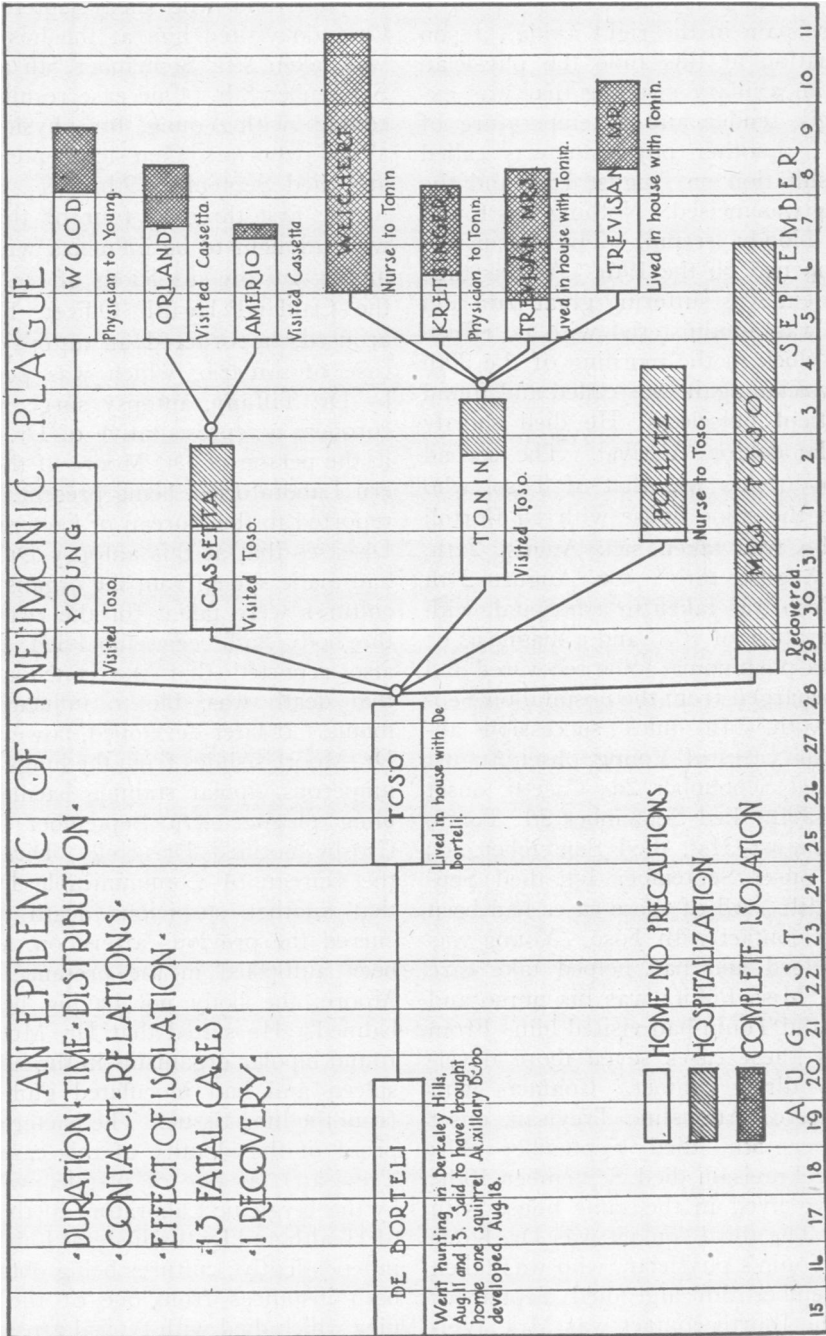 AN EPIDEMIC OF PNEUMONIC PLAGUE
"DURATION, TIME, DISTRIBUTION"
"CONTACT RELATIONS"
"EFFECT OF ISOLATION"
"13 FATAL CASES"
"1 RECOVERY"
DE BORTELI
Went hunting in Berkeley Hills,
Aug. 11 and 13. Said to have brought
home one squirrel Auxillary Bubo
developed, Aug. 18.
TOSO
Lived in house with De
bortelli.
YOUNG
Visited Toso.
CASSETTA
Visited Toso
TONIN
Visited Toso.
POLLITZ
Nurse to Toso.
MRS TOSO
Recovered.
WOOD
Physician to Young.
ORLANDI
Visited Cassetta.
AMERIO
Visited Cassetta
WEICHERT
Nurse to Tonin
KREISINGER
Physician to Tonin
TREVISAN MRS
Lived in house with Tonin.
TREVISAN MR.
Lived in house with Tonin.
HOME NO PRECAUTIONS
HOSPITALIZATION
COMPLETE ISOLATION
AUGUST
SEPTEMBER
15 16 17 18 19 20 21 22 23 24 25 26 27 28 29 30 31 1 2 3 4 5 6 7 8 9 10 11